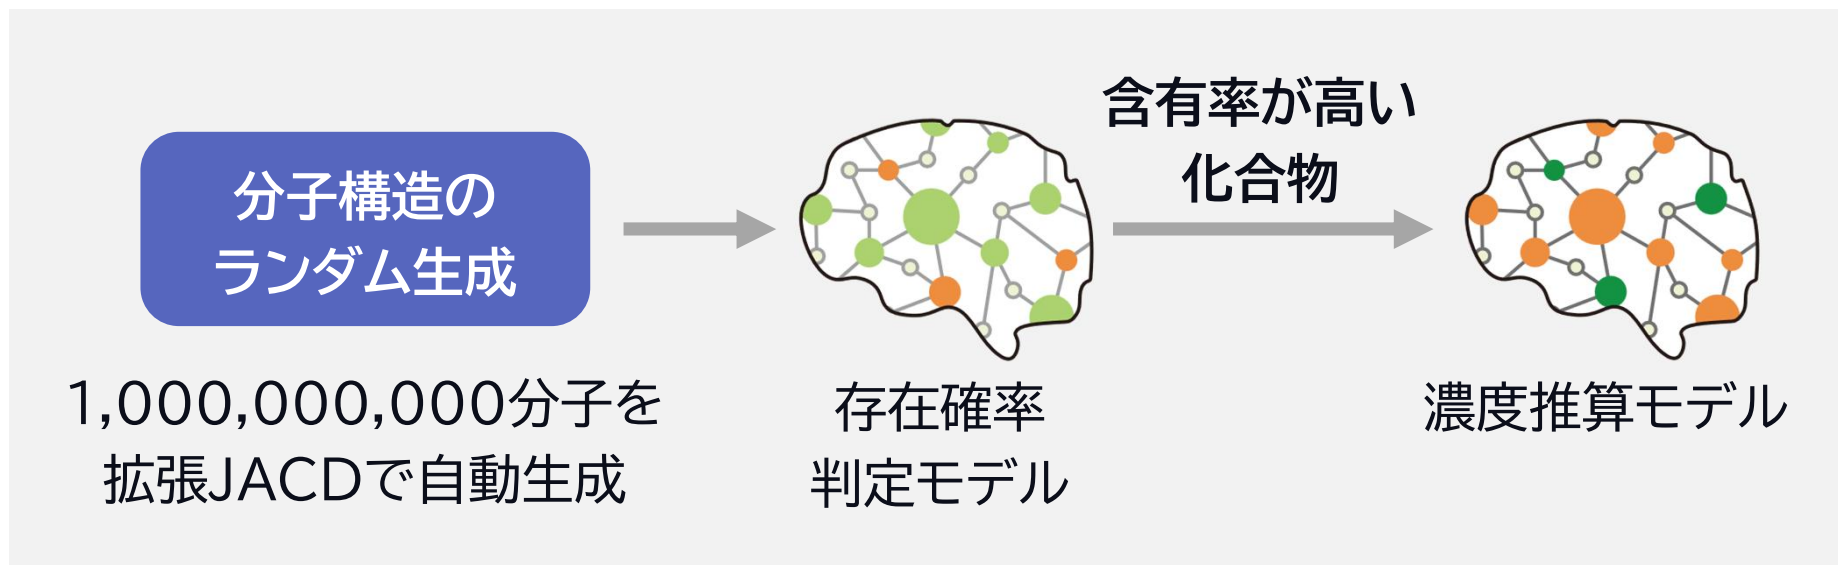 分子構造の
ランダム生成
1,000,000,000分子を
拡張JACDで自動生成
存在確率
判定モデル
含有率が高い
化合物
濃度推算モデル